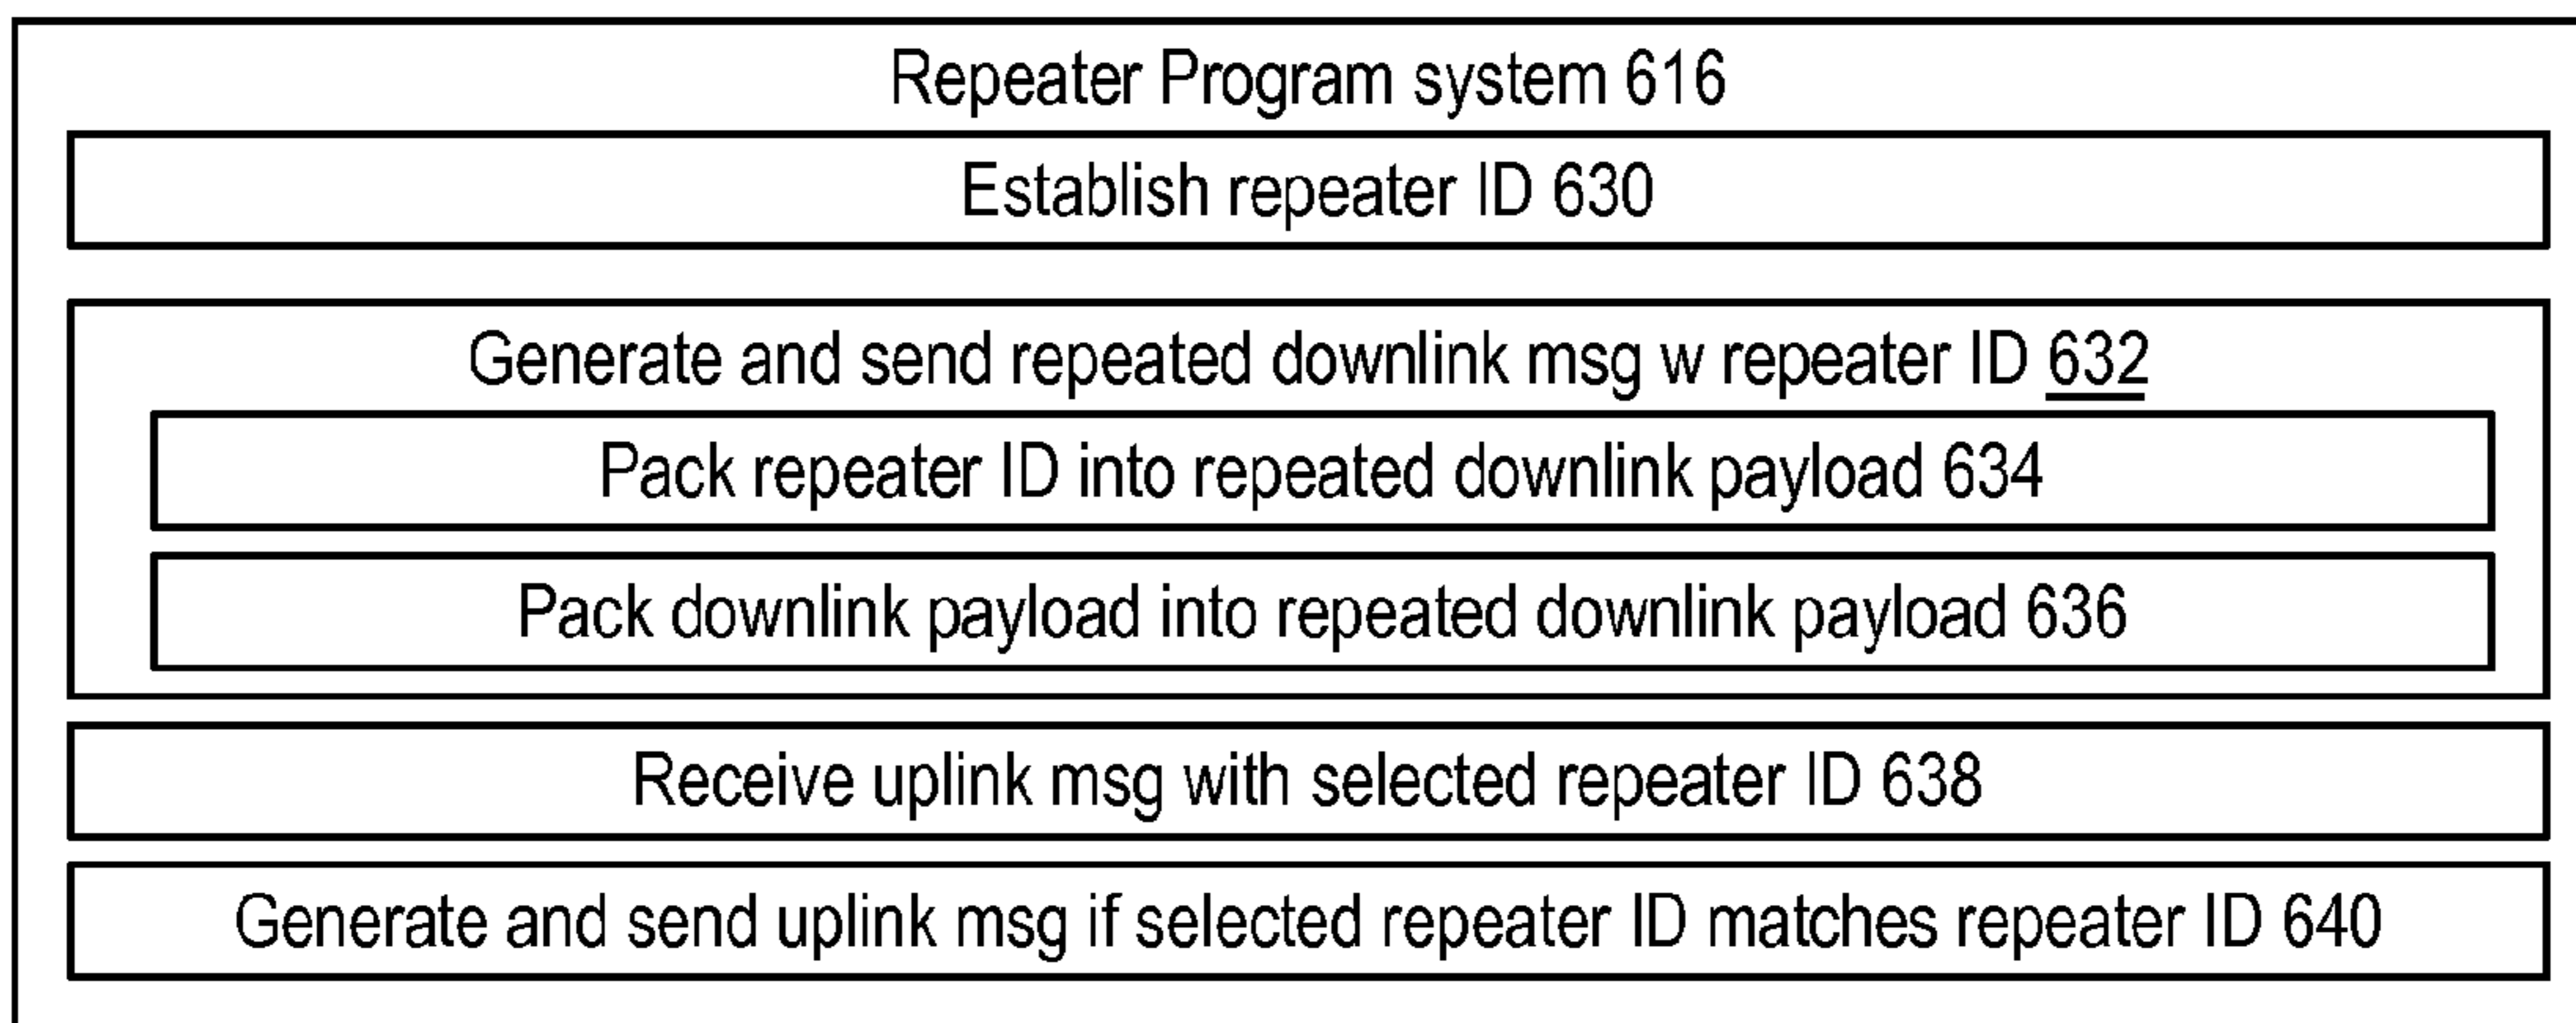 Repeater Program system 616
Establish repeater ID 630
Generate and send repeated downlink msg w repeater ID 632
Pack repeater ID into repeated downlink payload 634
Pack downlink payload into repeated downlink payload 636
Receive uplink msg with selected repeater ID 638
Generate and send uplink msg if selected repeater ID matches repeater ID 640